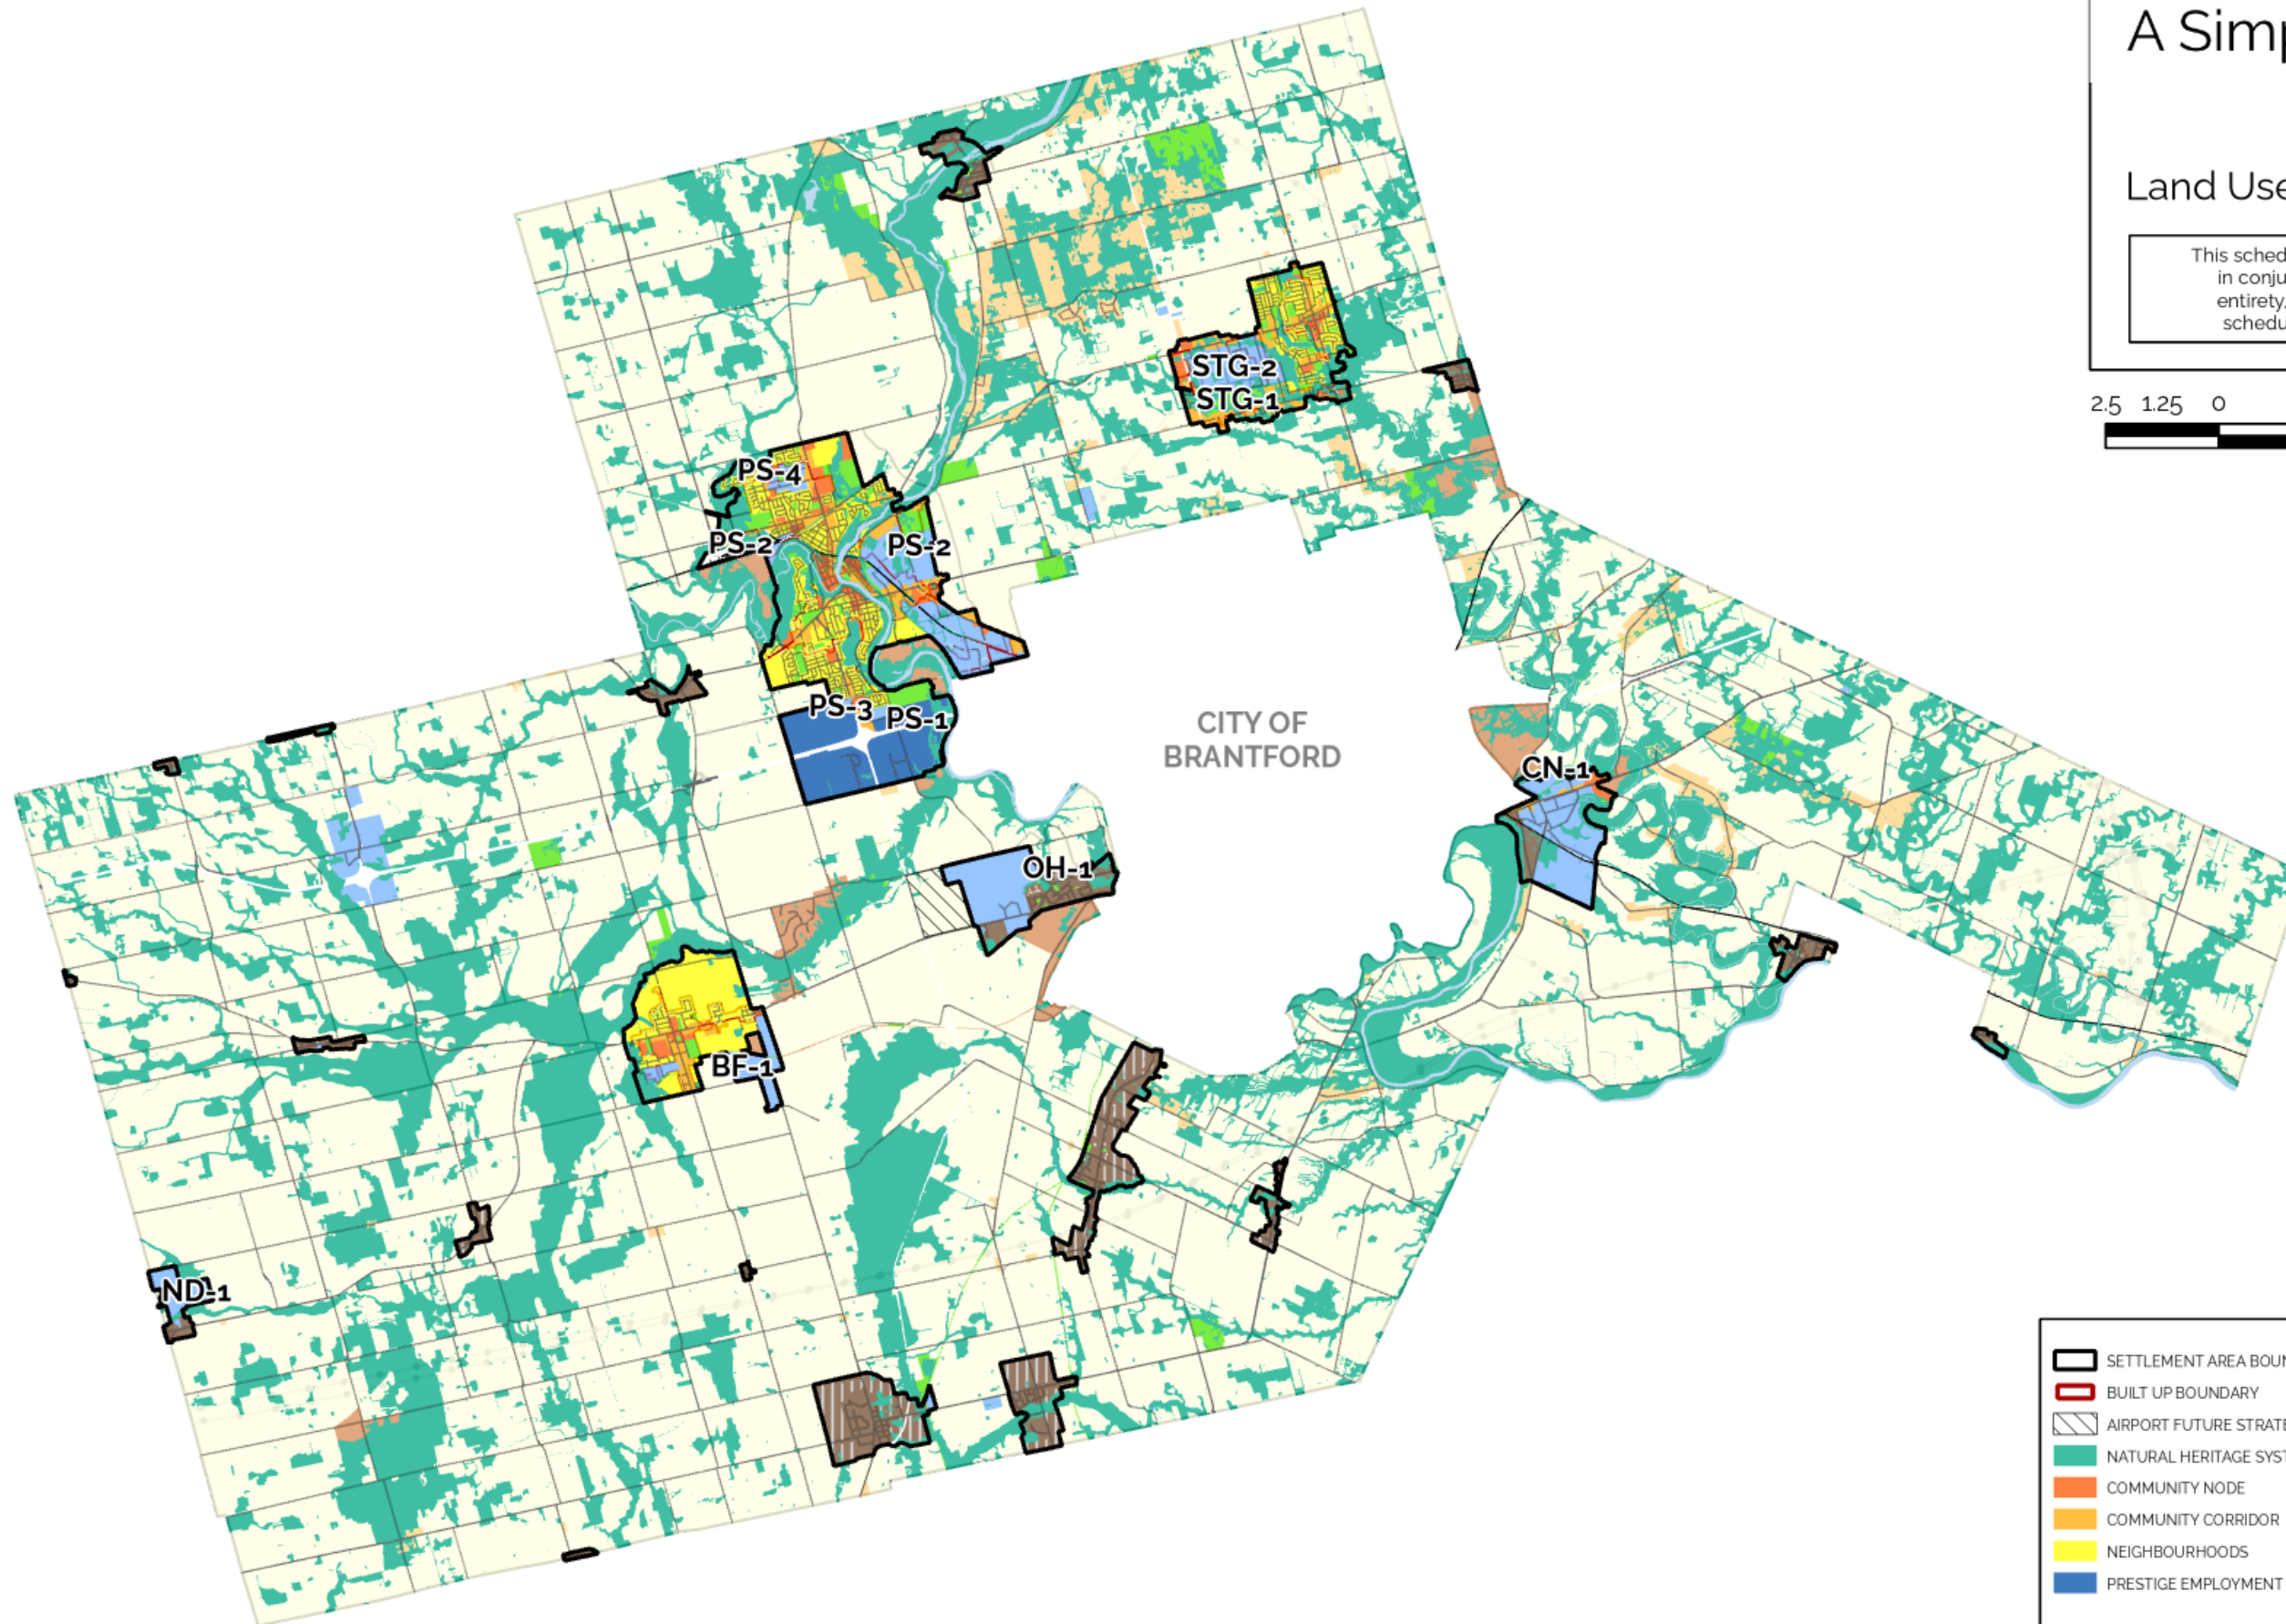 A Simp
Land Use
This sched
in conju
entirety,
schedu
2.5 1.25 0
STG-2
STG-1
PS-4
PS-2
PS-2
PS-3
PS-1
CITY OF
BRANTFORD
CN-1
OH-1
BF-1
ND-1
SETTLEMENT AREA BOUN
BUILT UP BOUNDARY
AIRPORT FUTURE STRATE
NATURAL HERITAGE SYST
COMMUNITY NODE
COMMUNITY CORRIDOR
NEIGHBOURHOODS
PRESTIGE EMPLOYMENT